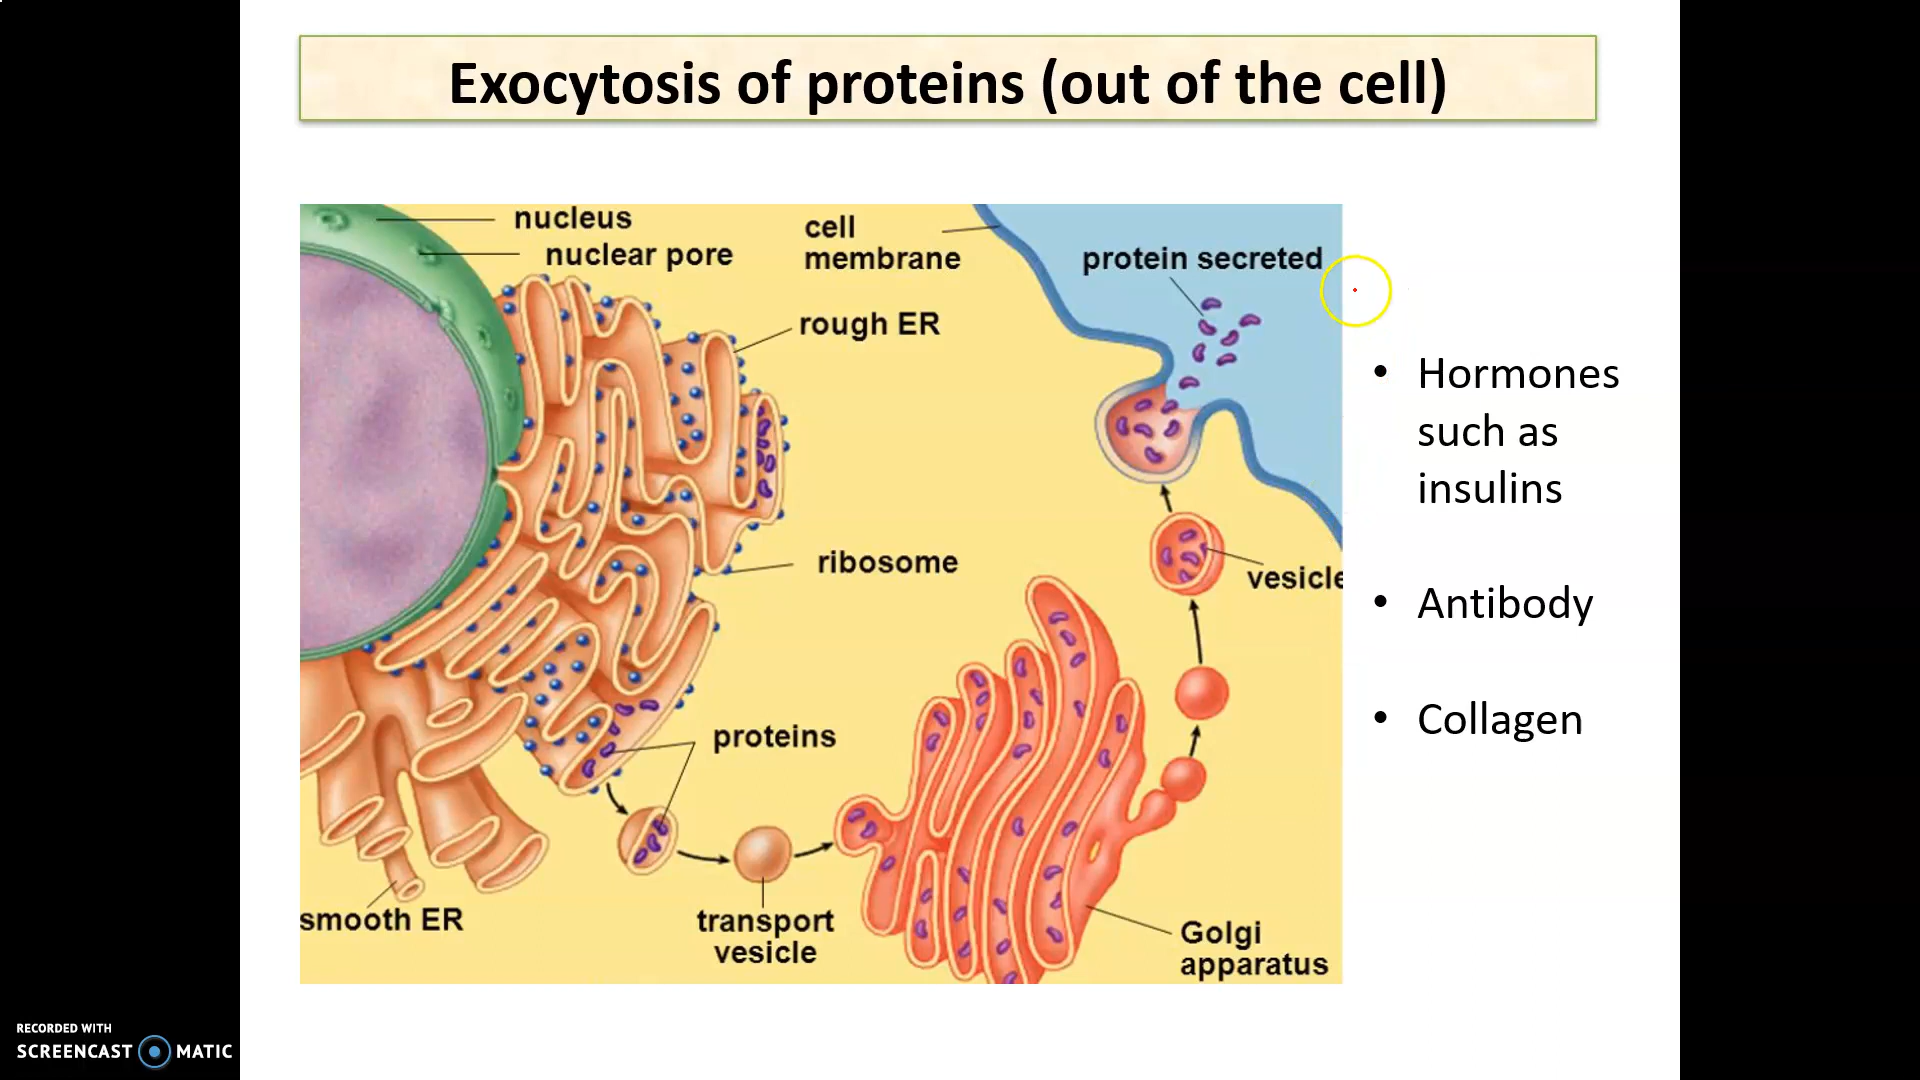 Exocytosis of proteins (out of the cell)
nucleus
nuclear pore
cell
membrane
protein secreted
rough ER
ribosome
vesicle
proteins
smooth ER
transport
vesicle
Golgi
apparatus
• Hormones
such as
insulins
• Antibody
• Collagen
RECORDED WITH
SCREENCAST MATIC